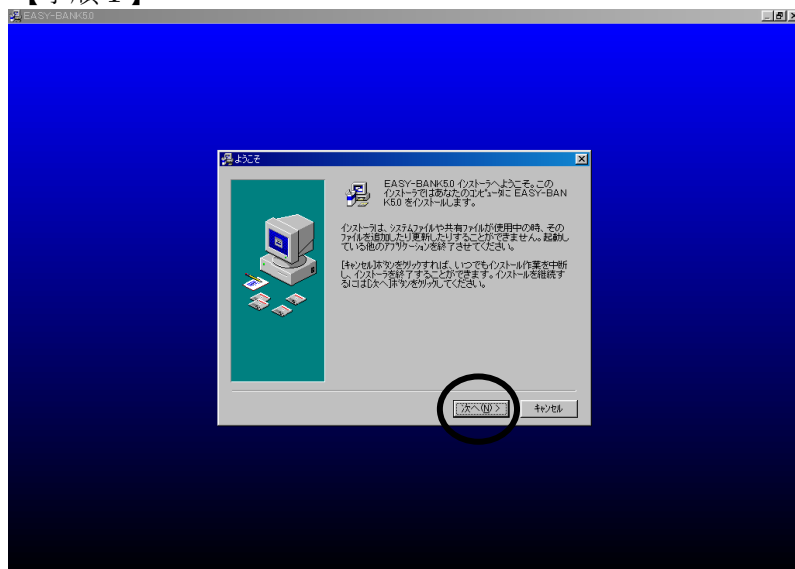 【手順１】
EASY-BANK5.0
ようこそ
EASY-BANK5.0 ｲﾝｽﾄｰﾗへようこそ。この
ｲﾝｽﾄｰﾗではあなたのｺﾝﾋﾟｭｰﾀに EASY-BAN
K5.0 をｲﾝｽﾄｰﾙします。
ｲﾝｽﾄｰﾗは、ｼｽﾃﾑﾌｧｲﾙや共有ﾌｧｲﾙが使用中の時、その
ﾌｧｲﾙを追加したり更新したりすることができません。起動し
ている他のｱﾌﾟﾘｹｰｼｮﾝを終了させてください。
[ｷｬﾝｾﾙ]ﾎﾞﾀﾝをｸﾘｯｸすれば、いつでもｲﾝｽﾄｰﾙ作業を中断
し、ｲﾝｽﾄｰﾗを終了することができます。ｲﾝｽﾄｰﾙを継続す
るには[次へ]ﾎﾞﾀﾝをｸﾘｯｸしてください。
次へ(N) >
ｷｬﾝｾﾙ